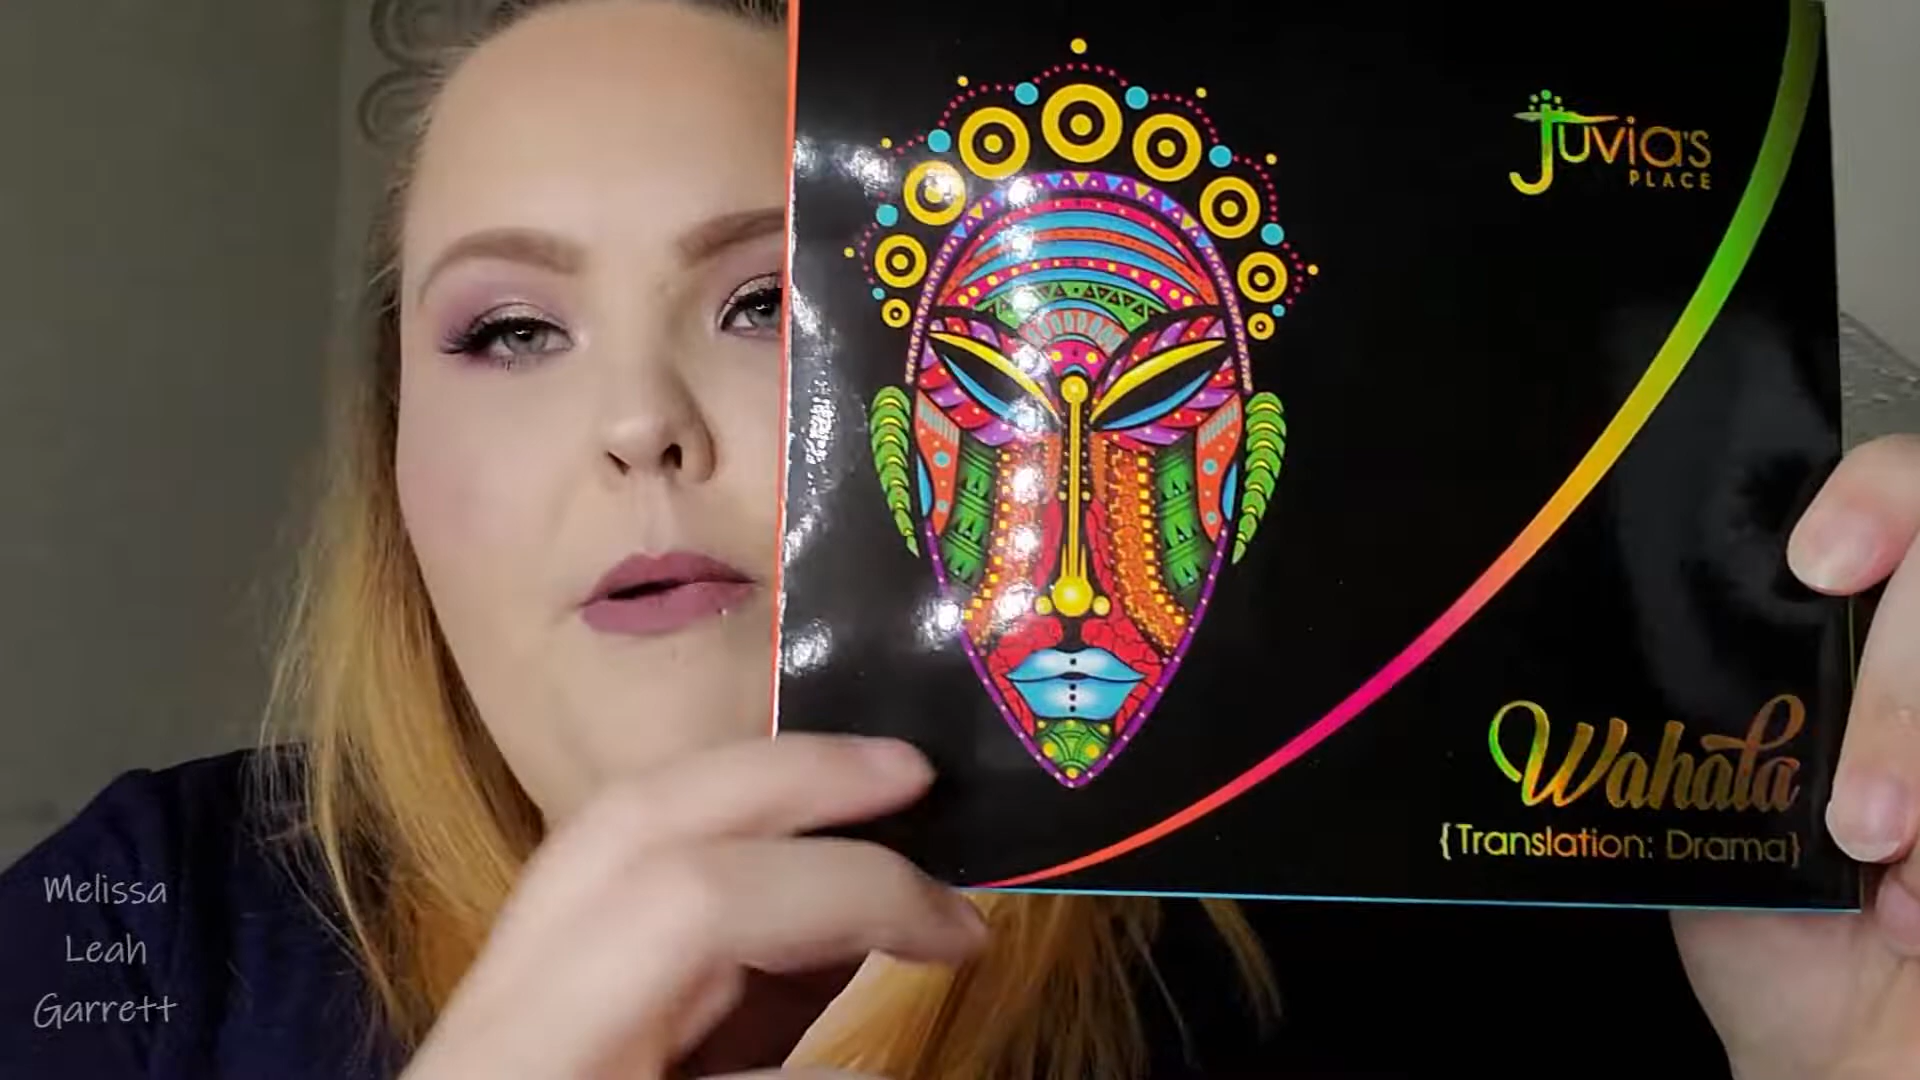 Juvia's
PLACE
Wahala
{Translation: Drama}
Melissa
Leah
Garrett